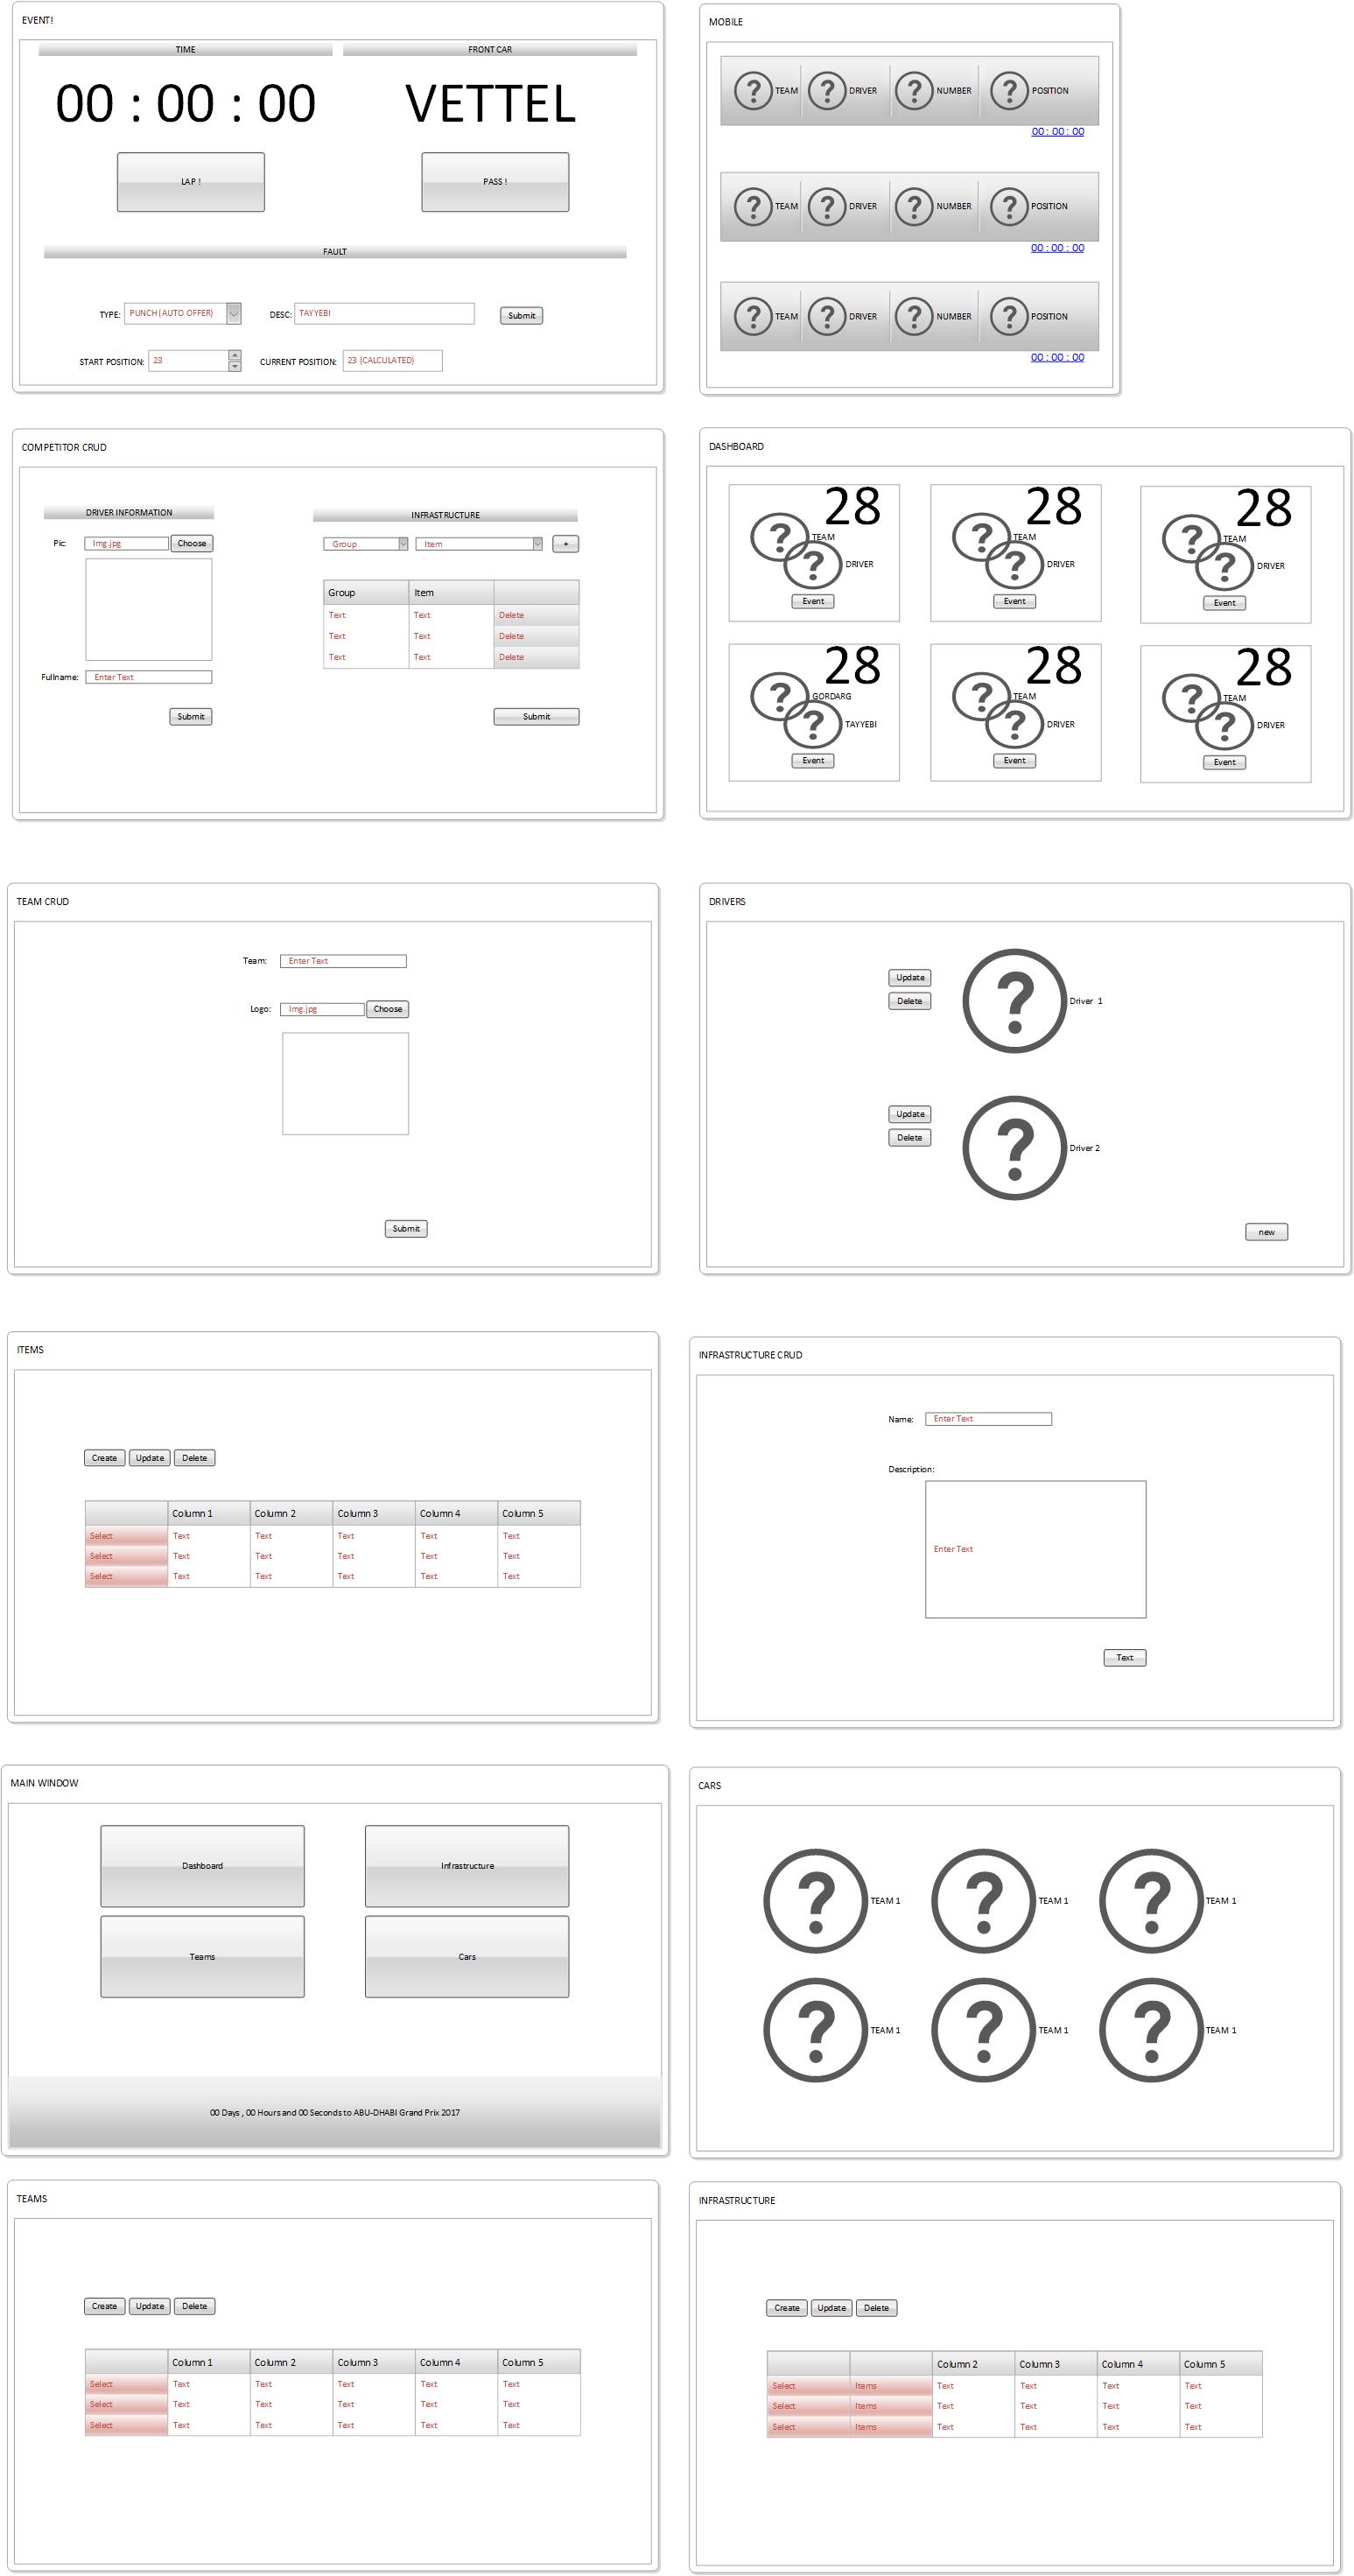 EVENT!
TIME
FRONT CAR
00 : 00 : 00
VETTEL
LAP !
PASS !
FAULT
TYPE: PUNCH (AUTO OFFER) DESC: TAYYEBI Submit
START POSITION: 23 CURRENT POSITION: 23 (CALCULATED)
MOBILE
TEAM DRIVER NUMBER POSITION
00 : 00 : 00
TEAM DRIVER NUMBER POSITION
00 : 00 : 00
TEAM DRIVER NUMBER POSITION
00 : 00 : 00
COMPETITOR CRUD
DRIVER INFORMATION
Pic: Img.jpg Choose
Fullname: Enter Text
Submit
INFRASTRUCTURE
Group Item +
Group Item
Text Text Delete
Text Text Delete
Text Text Delete
Submit
DASHBOARD
28
TEAM
DRIVER
Event
28
TEAM
DRIVER
Event
28
TEAM
DRIVER
Event
28
GORDARG
TAYYEBI
Event
28
TEAM
DRIVER
Event
28
TEAM
DRIVER
Event
TEAM CRUD
Team: Enter Text
Logo: Img.jpg Choose
Submit
DRIVERS
Update
Delete
Driver 1
Update
Delete
Driver 2
new
ITEMS
Create Update Delete
Column 1 Column 2 Column 3 Column 4 Column 5
Select Text Text Text Text Text
Select Text Text Text Text Text
Select Text Text Text Text Text
INFRASTRUCTURE CRUD
Name: Enter Text
Description:
Enter Text
Text
MAIN WINDOW
Dashboard Infrastructure
Teams Cars
00 Days , 00 Hours and 00 Seconds to ABU-DHABI Grand Prix 2017
CARS
TEAM 1 TEAM 1 TEAM 1
TEAM 1 TEAM 1 TEAM 1
TEAMS
Create Update Delete
Column 1 Column 2 Column 3 Column 4 Column 5
Select Text Text Text Text Text
Select Text Text Text Text Text
Select Text Text Text Text Text
INFRASTRUCTURE
Create Update Delete
Column 2 Column 3 Column 4 Column 5
Select Items Text Text Text Text
Select Items Text Text Text Text
Select Items Text Text Text Text